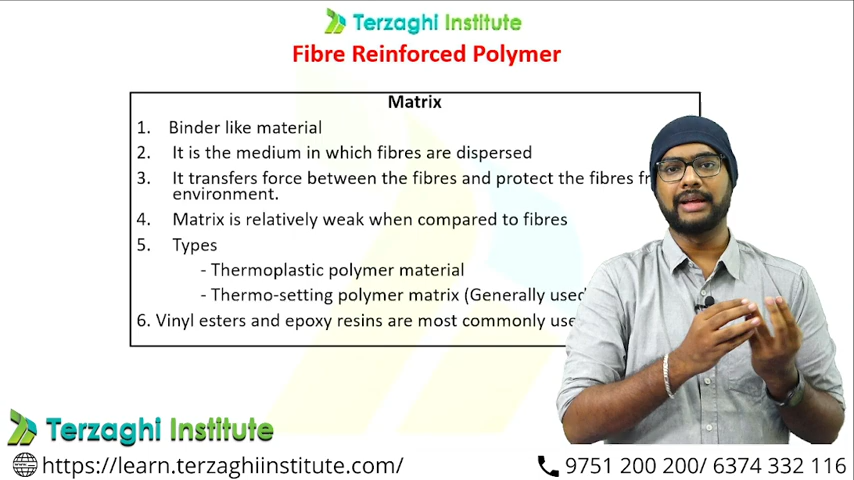 Terzaghi Institute
Fibre Reinforced Polymer
Matrix
1. Binder like material
2. It is the medium in which fibres are dispersed
3. It transfers force between the fibres and protect the fibres
environment.
4. Matrix is relatively weak when compared to fibres
5. Types
- Thermoplastic polymer material
- Thermo-setting polymer matrix (Generally used
6. Vinyl esters and epoxy resins are most commonly
Terzaghi Institute
https://learn.terzaghiinstitute.com/
9751 200 200/ 6374 332 116